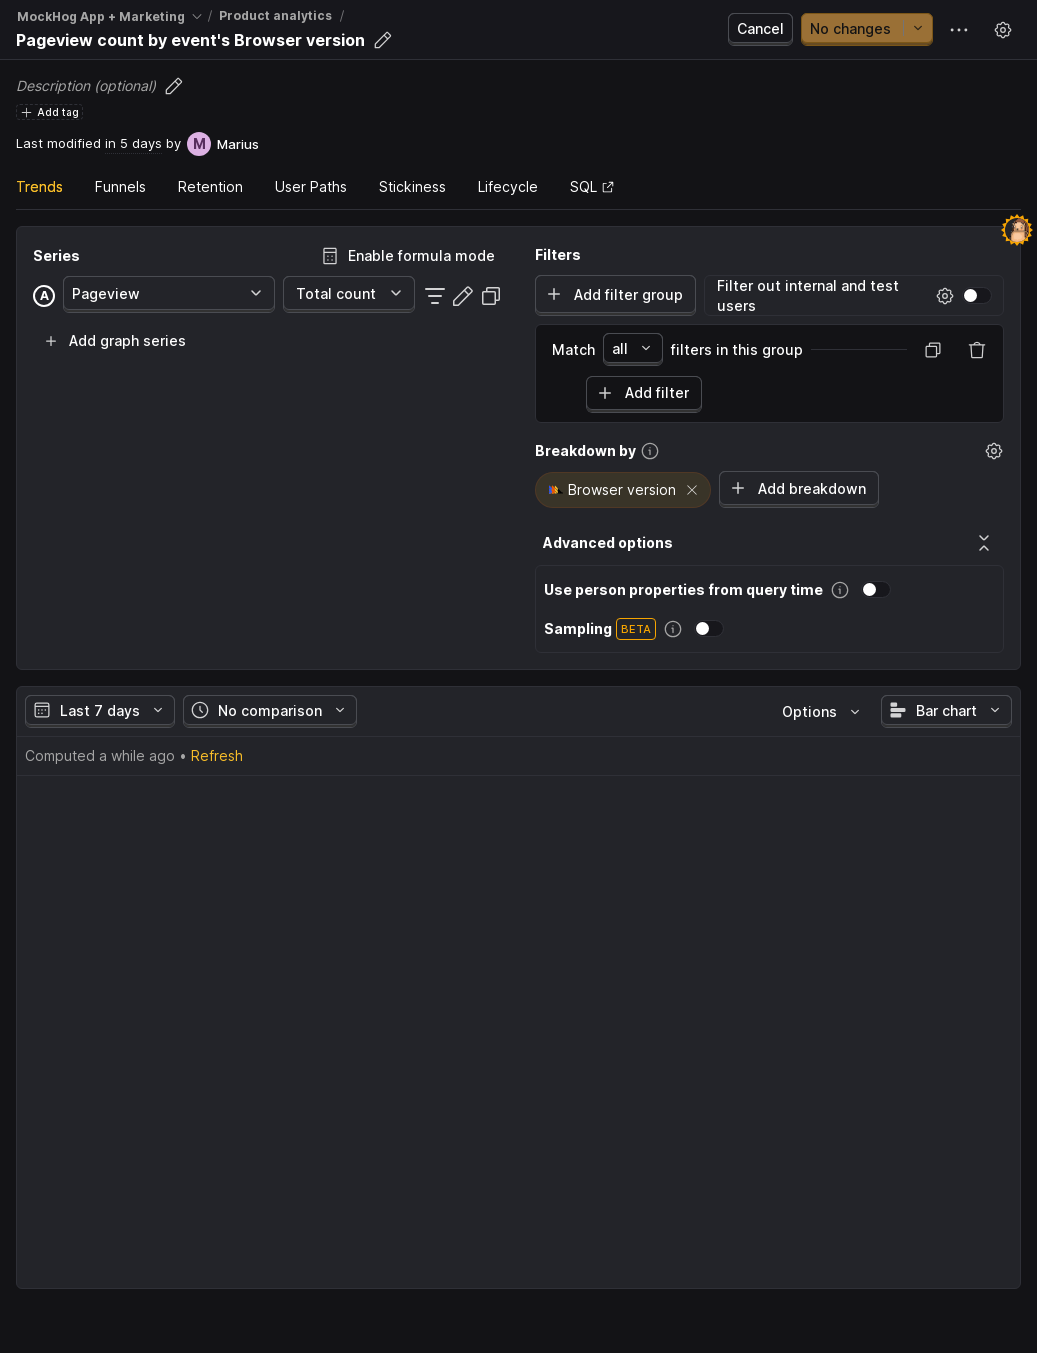 MockHog App + Marketing / Product analytics /
Pageview count by event's Browser version
Cancel
No changes
Description (optional)
Add tag
Last modified in 5 days by M Marius
Trends
Funnels
Retention
User Paths
Stickiness
Lifecycle
SQL
Series
Enable formula mode
A
Pageview
Total count
Add graph series
Filters
Add filter group
Filter out internal and test
users
Match all filters in this group
Add filter
Breakdown by
Browser version
Add breakdown
Advanced options
Use person properties from query time
Sampling BETA
Last 7 days
No comparison
Options
Bar chart
Computed a while ago • Refresh